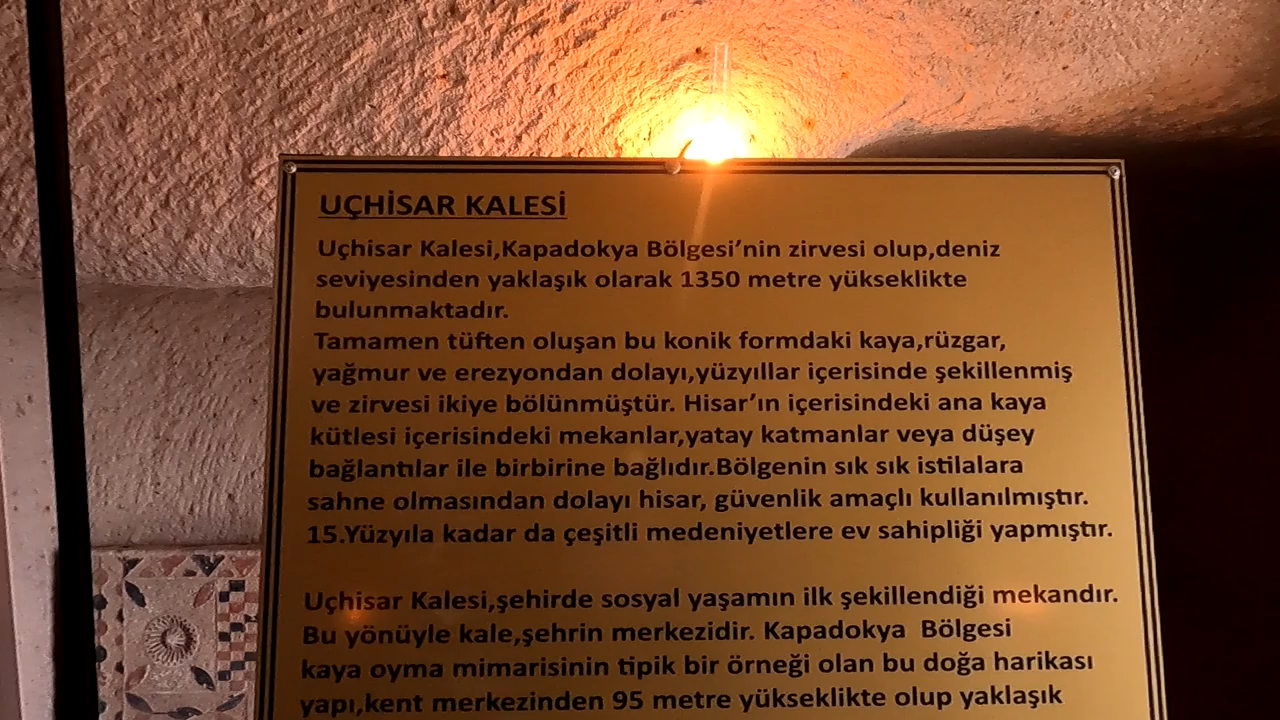 UÇHİSAR KALESİ
Uçhisar Kalesi,Kapadokya Bölgesi’nin zirvesi olup,deniz
seviyesinden yaklaşık olarak 1350 metre yükseklikte
bulunmaktadır.
Tamamen tüften oluşan bu konik formdaki kaya,rüzgar,
yağmur ve erezyondan dolayı,yüzyıllar içerisinde şekillenmiş
ve zirvesi ikiye bölünmüştür. Hisar’ın içerisindeki ana kaya
kütlesi içerisindeki mekanlar,yatay katmanlar veya düşey
bağlantılar ile birbirine bağlıdır.Bölgenin sık sık istilalara
sahne olmasından dolayı hisar, güvenlik amaçlı kullanılmıştır.
15.Yüzyıla kadar da çeşitli medeniyetlere ev sahipliği yapmıştır.
Uçhisar Kalesi,şehirde sosyal yaşamın ilk şekillendiği mekandır.
Bu yönüyle kale,şehrin merkezidir. Kapadokya Bölgesi
kaya oyma mimarisinin tipik bir örneği olan bu doğa harikası
yapı,kent merkezinden 95 metre yükseklikte olup yaklaşık